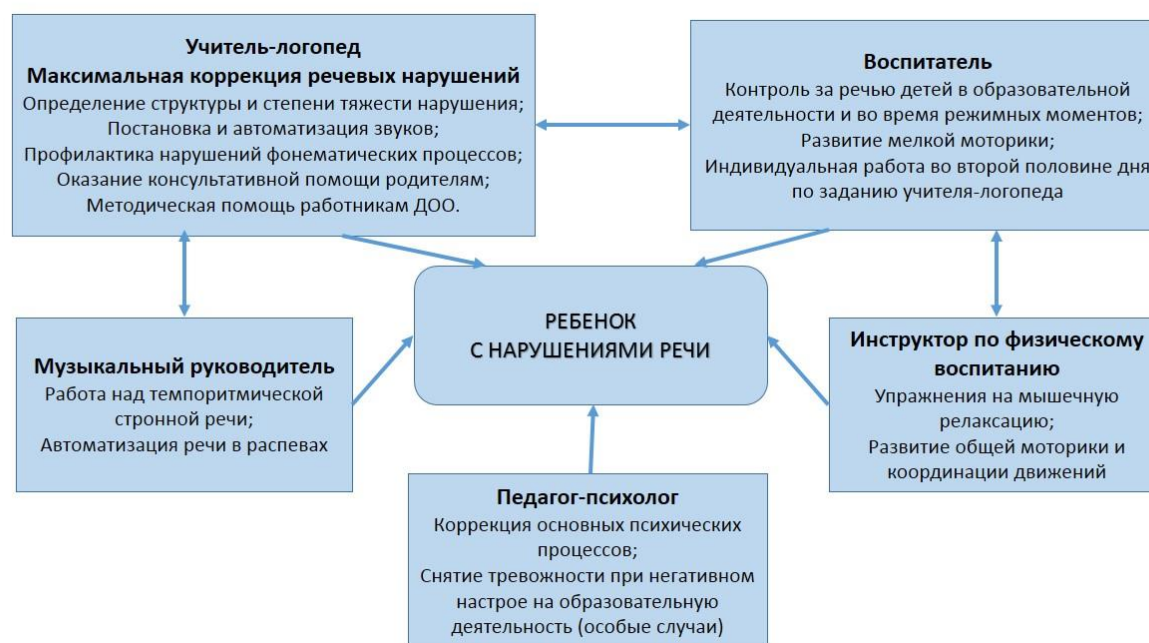 Учитель-логопед
Максимальная коррекция речевых нарушений
Определение структуры и степени тяжести нарушения;
Постановка и автоматизация звуков;
Профилактика нарушений фонематических процессов;
Оказание консультативной помощи родителям;
Методическая помощь работникам ДОО.
Воспитатель
Контроль за речью детей в образовательной
деятельности и во время режимных моментов;
Развитие мелкой моторики;
Индивидуальная работа во второй половине дня
по заданию учителя-логопеда
РЕБЕНОК
С НАРУШЕНИЯМИ РЕЧИ
Музыкальный руководитель
Работа над темпоритмической
стронной речи;
Автоматизация речи в распевах
Инструктор по физическому
воспитанию
Упражнения на мышечную
релаксацию;
Развитие общей моторики и
координации движений
Педагог-психолог
Коррекция основных психических
процессов;
Снятие тревожности при негативном
настрое на образовательную
деятельность (особые случаи)